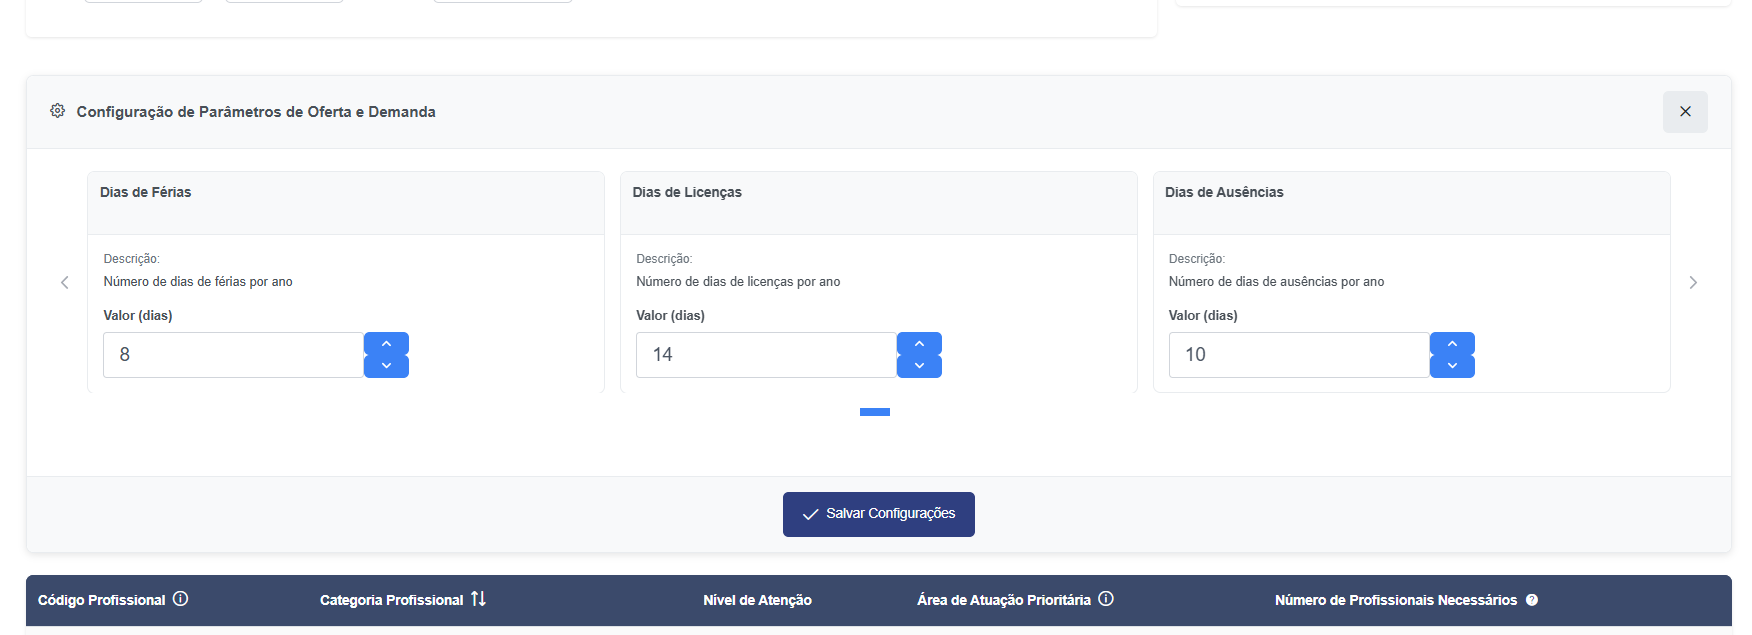 Configuração de Parâmetros de Oferta e Demanda
Dias de Férias
Descrição:
Número de dias de férias por ano
Valor (dias)
8
Dias de Licenças
Descrição:
Número de dias de licenças por ano
Valor (dias)
14
Dias de Ausências
Descrição:
Número de dias de ausências por ano
Valor (dias)
10
Salvar Configurações
Código Profissional
Categoria Profissional
Nível de Atenção
Área de Atuação Prioritária
Número de Profissionais Necessários